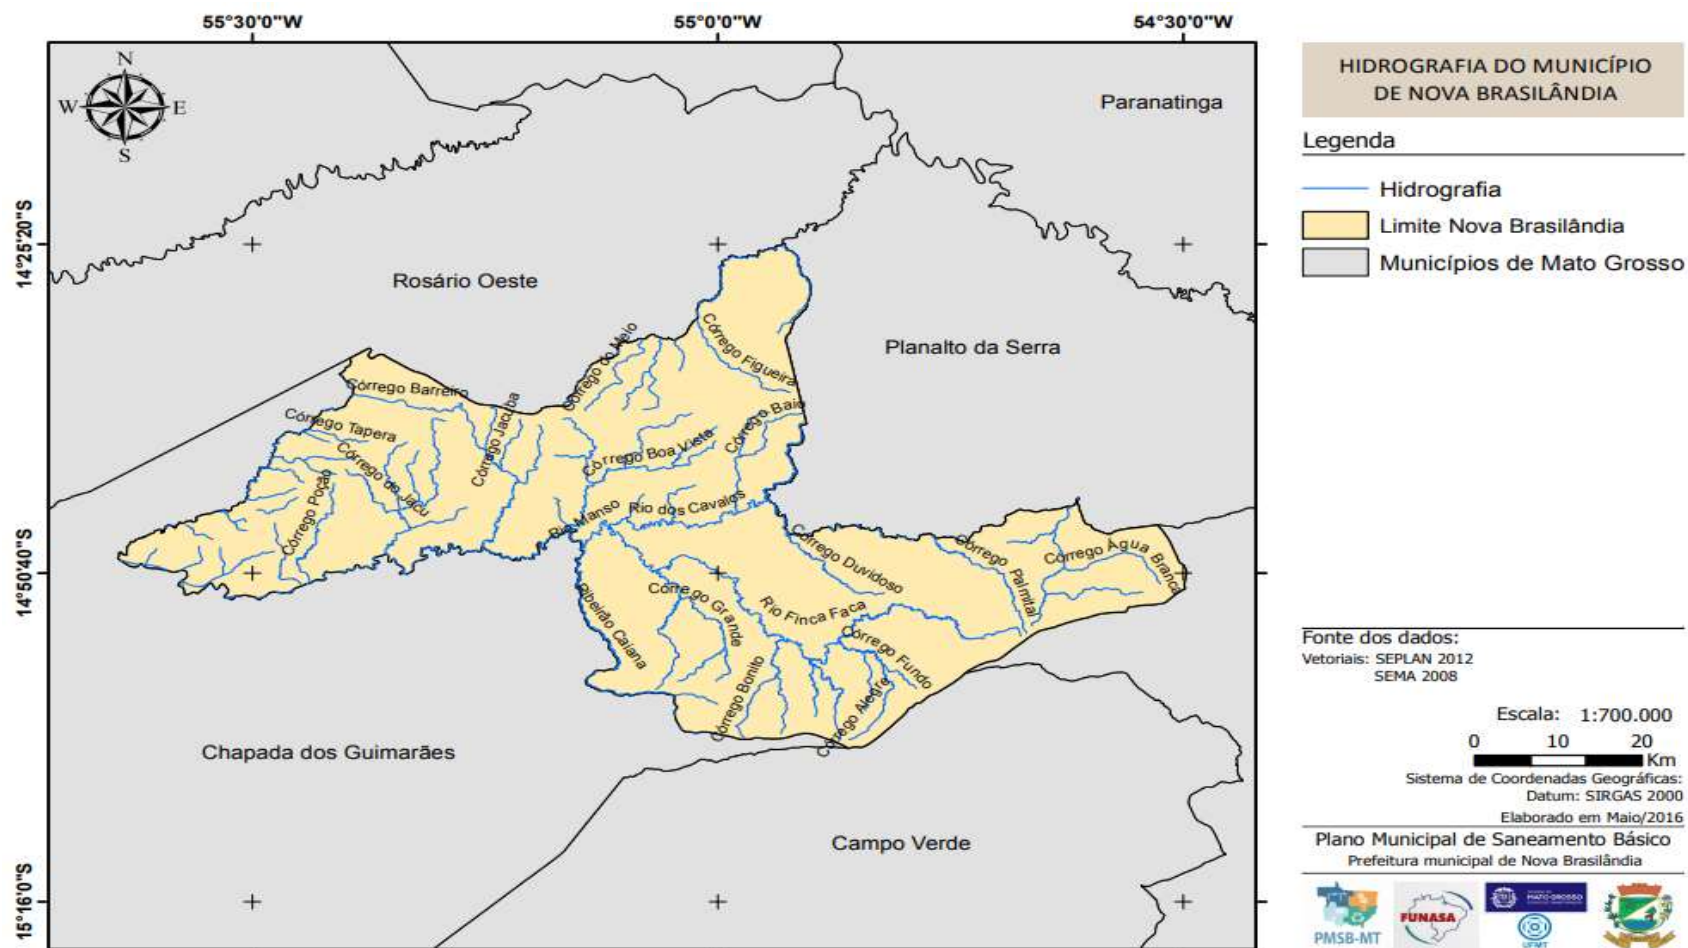 55°30'0"W
55°0'0"W
54°30'0"W
N
W
E
S
14°25'20"S
14°50'40"S
15°16'0"S
Paranatinga
Rosário Oeste
Planalto da Serra
Chapada dos Guimarães
Campo Verde
Córrego do Meio
Córrego Figueira
Córrego Barreiro
Córrego Jacuba
Córrego Baio
Córrego Tapera
Córrego do Jacu
Córrego Boa Vista
Córrego Poção
Rio Manso
Rio dos Cavalos
Córrego Duvidoso
Córrego Palmital
Córrego Água Branca
Ribeirão Caiana
Córrego Grande
Rio Finca Faca
Córrego Fundo
Córrego Bonito
Córrego Alegre
HIDROGRAFIA DO MUNICÍPIO
DE NOVA BRASILÂNDIA
Legenda
Hidrografia
Limite Nova Brasilândia
Municípios de Mato Grosso
Fonte dos dados:
Vetoriais: SEPLAN 2012
SEMA 2008
Escala: 1:700.000
0 10 20
Km
Sistema de Coordenadas Geográficas:
Datum: SIRGAS 2000
Elaborado em Maio/2016
Plano Municipal de Saneamento Básico
Prefeitura municipal de Nova Brasilândia
PMSB-MT
FUNASA
MATO GROSSO
UFMT